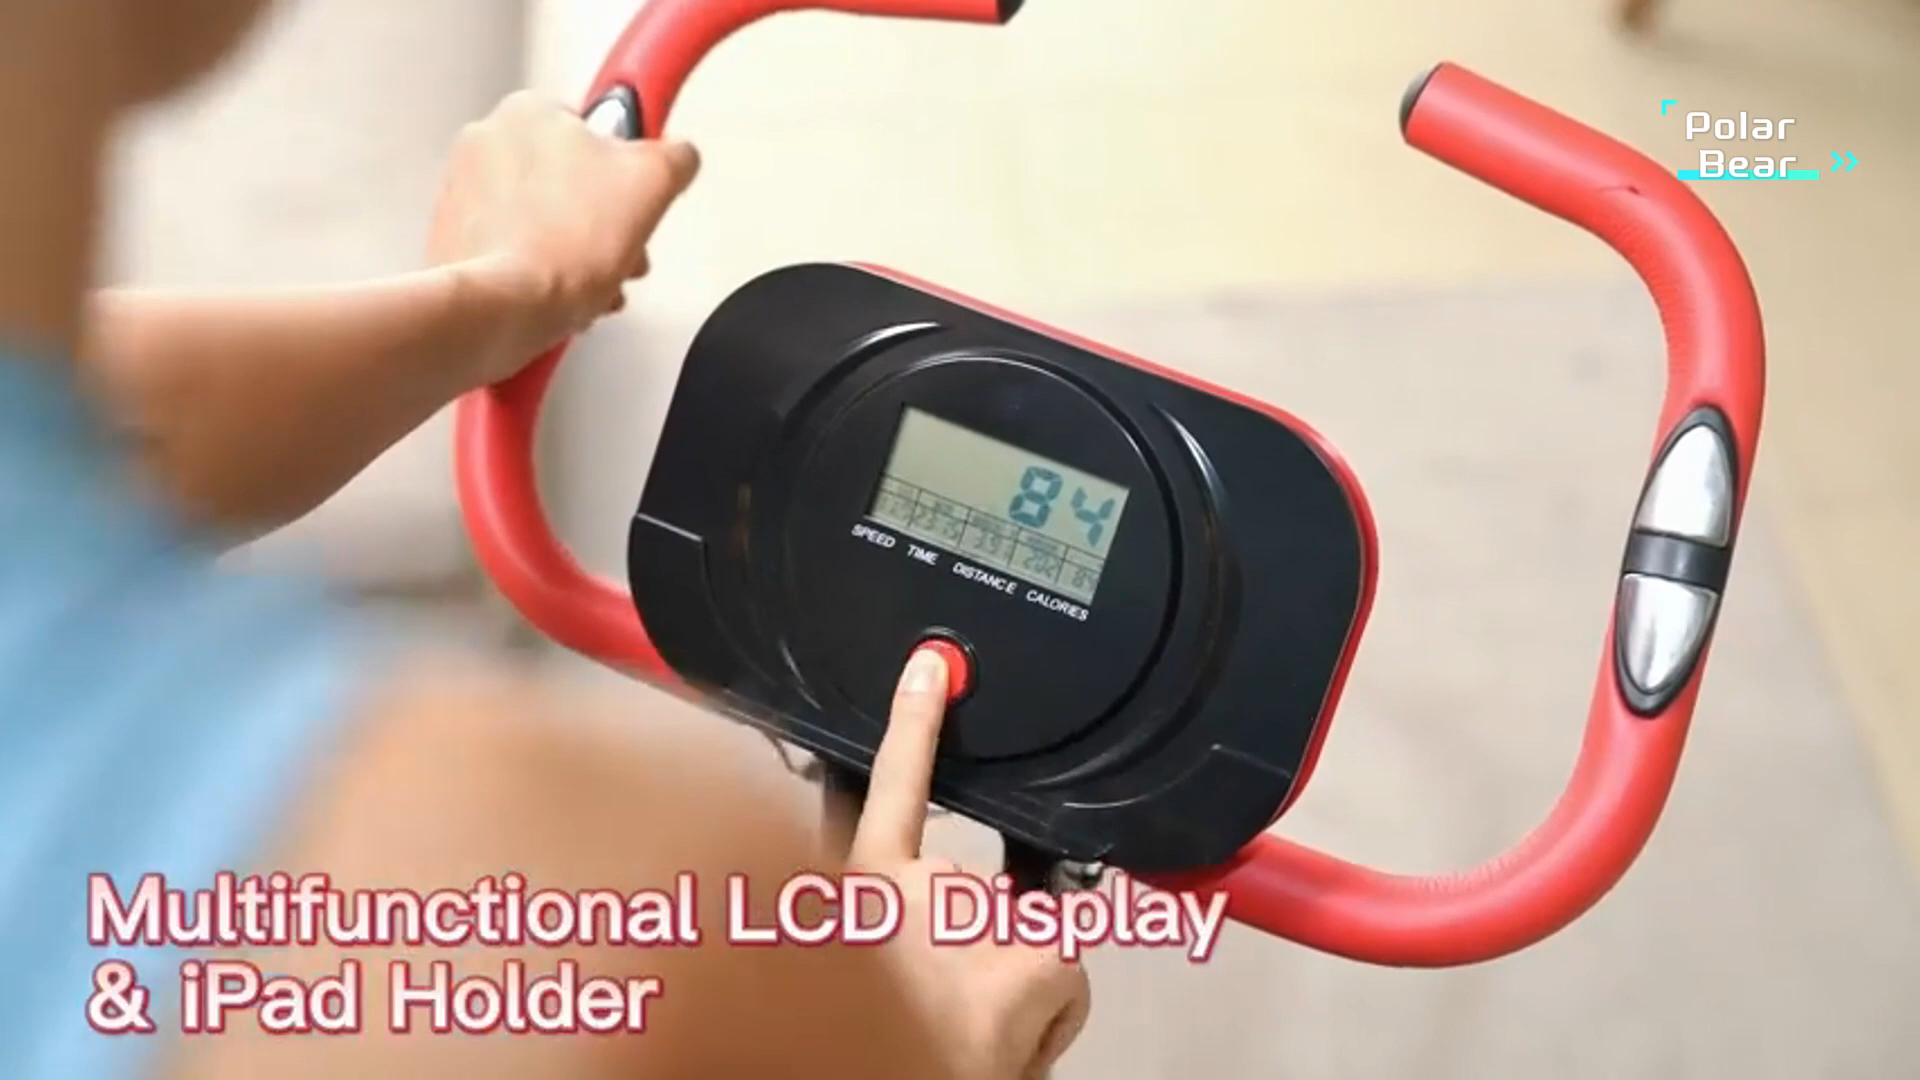 Polar
Bear
84
SPEED TIME DISTANCE CALORIES
Multifunctional LCD Display
& iPad Holder